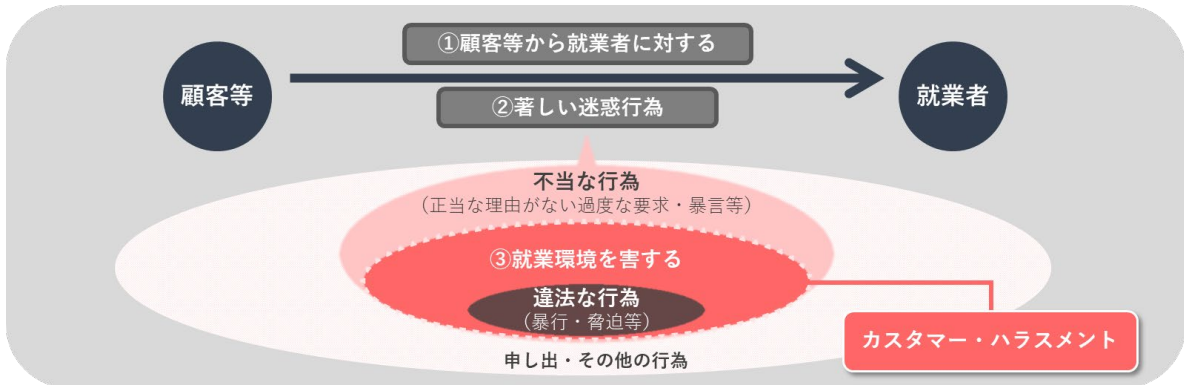 ①顧客等から就業者に対する
顧客等
就業者
②著しい迷惑行為
不当な行為
（正当な理由がない過度な要求・暴言等）
③就業環境を害する
違法な行為
（暴行・脅迫等）
カスタマー・ハラスメント
申し出・その他の行為